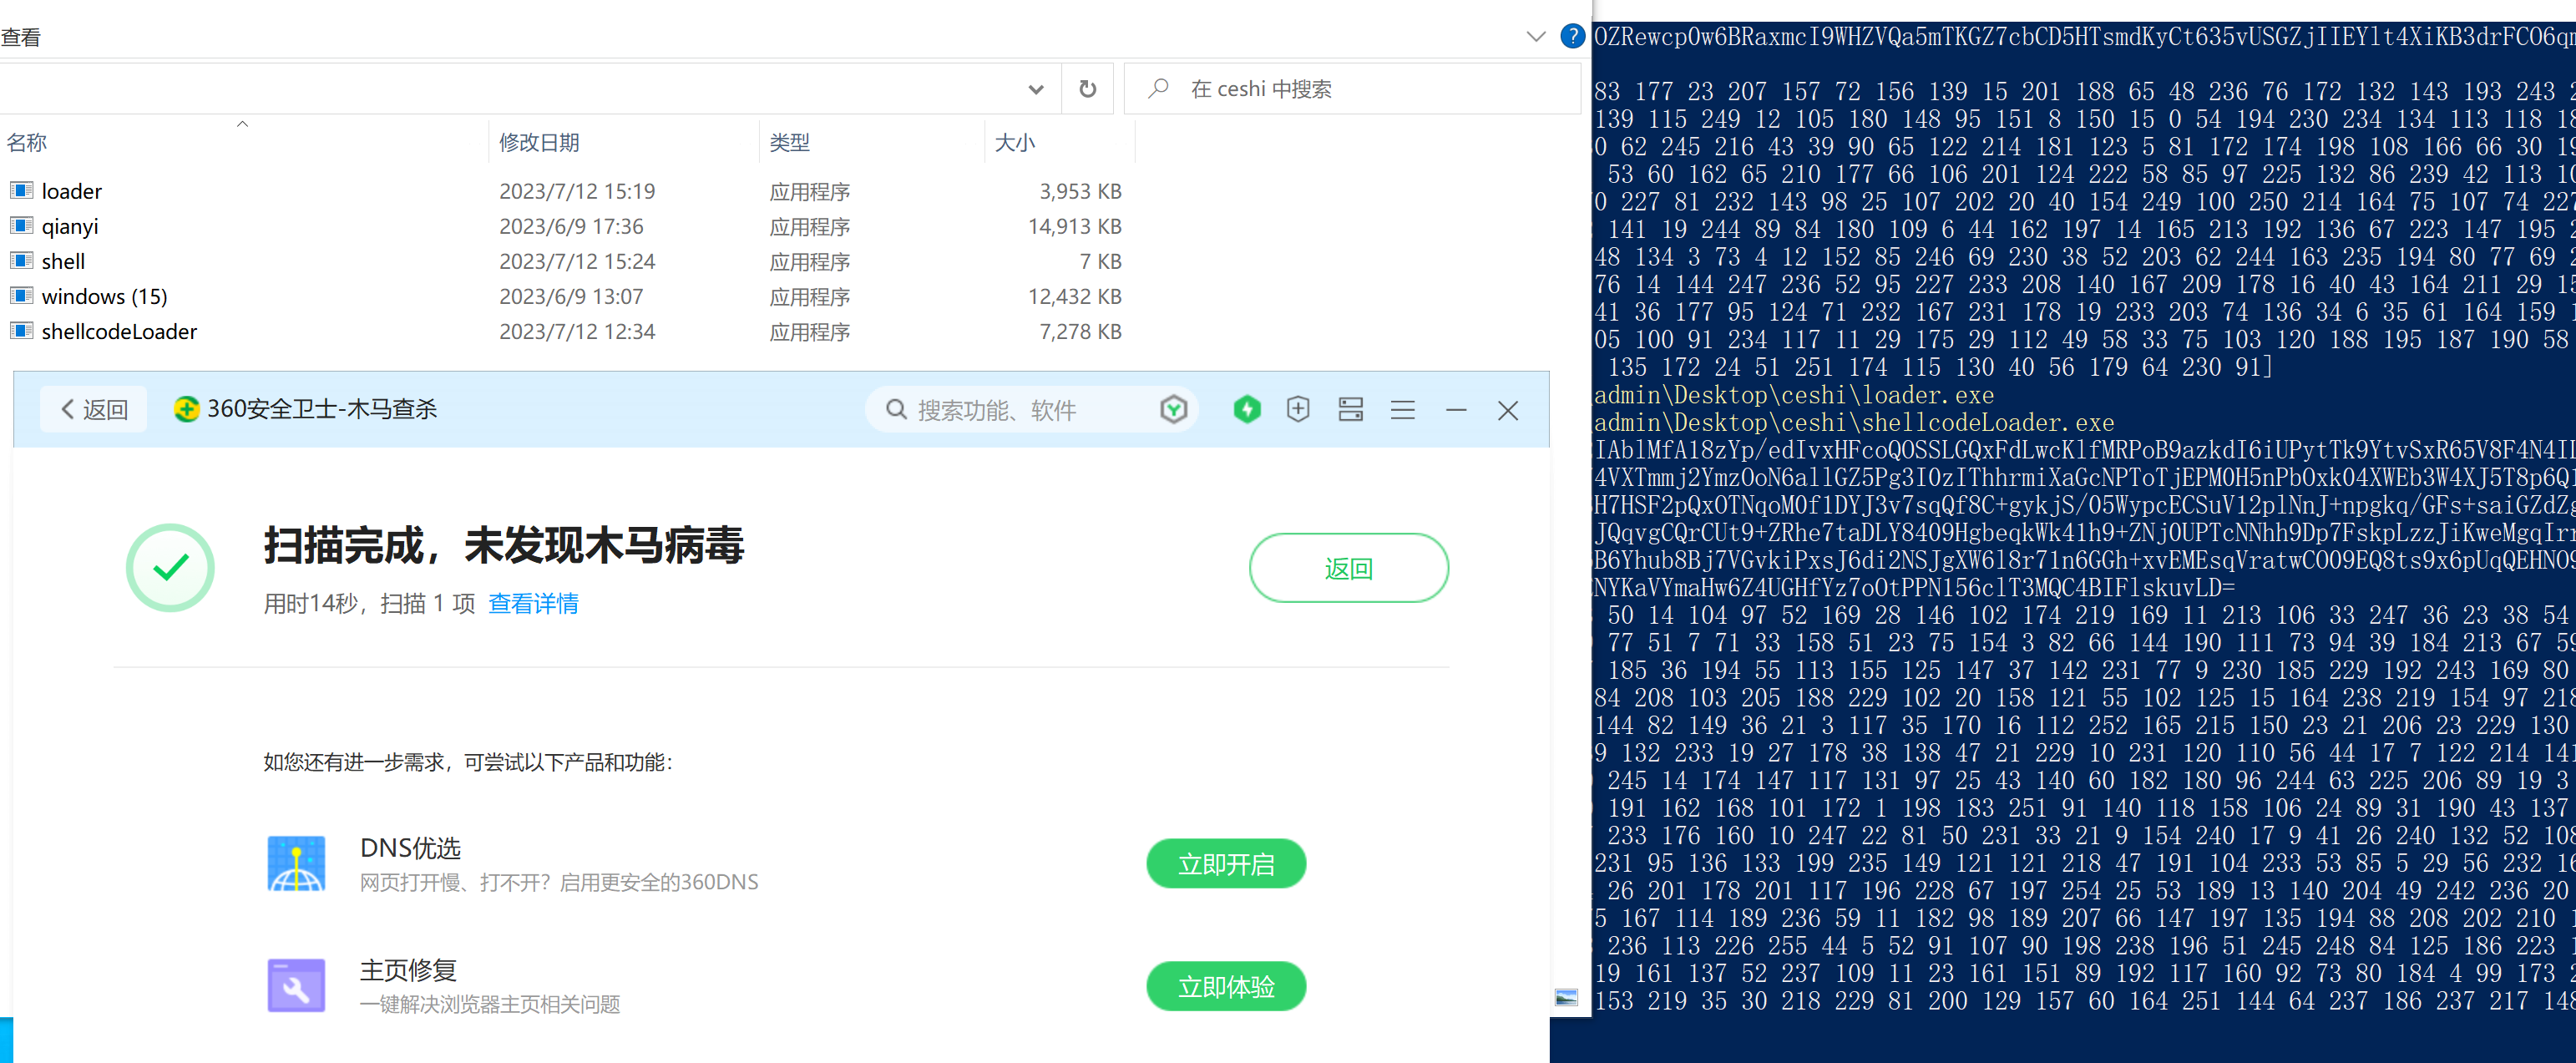 查看
在 ceshi 中搜索
名称 修改日期 类型 大小
loader 2023/7/12 15:19 应用程序 3,953 KB
qianyi 2023/6/9 17:36 应用程序 14,913 KB
shell 2023/7/12 15:24 应用程序 7 KB
windows (15) 2023/6/9 13:07 应用程序 12,432 KB
shellcodeLoader 2023/7/12 12:34 应用程序 7,278 KB
返回 360安全卫士-木马查杀 搜索功能、软件
扫描完成，未发现木马病毒
返回
用时14秒，扫描 1 项 查看详情
如您还有进一步需求，可尝试以下产品和功能：
DNS优选
网页打开慢、打不开？启用更安全的360DNS
立即开启
主页修复
一键解决浏览器主页相关问题
立即体验
83 177 23 207 157 72 156 139 15 201 188 65 48 236 76 172 132 143 193 243
139 115 249 12 105 180 148 95 151 8 150 15 0 54 194 230 234 134 113 118
62 245 216 43 39 90 65 122 214 181 123 5 81 172 174 198 108 166 66 30
53 60 162 65 210 177 66 106 201 124 222 58 85 97 225 132 86 239 42 113
227 81 232 143 98 25 107 202 20 40 154 249 100 250 214 164 75 107 74 227
141 19 244 89 84 180 109 6 44 162 197 14 165 213 192 136 67 223 147 195
48 134 3 73 4 12 152 85 246 69 230 38 52 203 62 244 163 235 194 80 77 69
76 14 144 247 236 52 95 227 233 208 140 167 209 178 16 40 43 164 211 29
41 36 177 95 124 71 232 167 231 178 19 233 203 74 136 34 6 35 61 164 159
05 100 91 234 117 11 29 175 29 112 49 58 33 75 103 120 188 195 187 190 58
135 172 24 51 251 174 115 130 40 56 179 64 230 91]
admin\Desktop\ceshi\loader.exe
admin\Desktop\ceshi\shellcodeLoader.exe
NYKaVYmaHw6Z4UGHfYz7oOtPPN156clT3MQC4BIFlskuvLD=
50 14 104 97 52 169 28 146 102 174 219 169 11 213 106 33 247 36 23 38 54
77 51 7 71 33 158 51 23 75 154 3 82 66 144 190 111 73 94 39 184 213 67 59
185 36 194 55 113 155 125 147 37 142 231 77 9 230 185 229 192 243 169 80
84 208 103 205 188 229 102 20 158 121 55 102 125 15 164 238 219 154 97 218
144 82 149 36 21 3 117 35 170 16 112 252 165 215 150 23 21 206 23 229 130
9 132 233 19 27 178 38 138 47 21 229 10 231 120 110 56 44 17 7 122 214 141
245 14 174 147 117 131 97 25 43 140 60 182 180 96 244 63 225 206 89 19 3
191 162 168 101 172 1 198 183 251 91 140 118 158 106 24 89 31 190 43 137
233 176 160 10 247 22 81 50 231 33 21 9 154 240 17 9 41 26 240 132 52 108
231 95 136 133 199 235 149 121 121 218 47 191 104 233 53 85 5 29 56 232
26 201 178 201 117 196 228 67 197 254 25 53 189 13 140 204 49 242 236 20
5 167 114 189 236 59 11 182 98 189 207 66 147 197 135 194 88 208 202 210
236 113 226 255 44 5 52 91 107 90 198 238 196 51 245 248 84 125 186 223
19 161 137 52 237 109 11 23 161 151 89 192 117 160 92 73 80 184 4 99 173
153 219 35 30 218 229 81 200 129 157 60 164 251 144 64 237 186 237 217 148